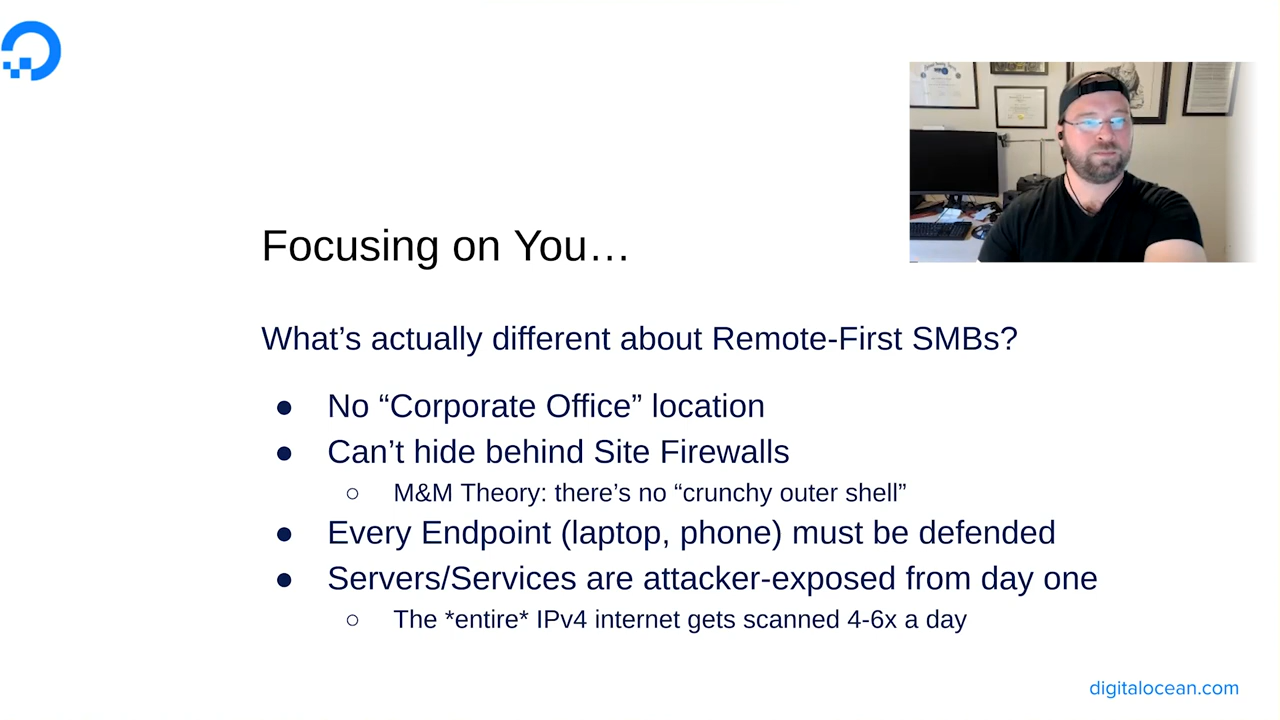 Focusing on You…
What’s actually different about Remote-First SMBs?
● No “Corporate Office” location
● Can’t hide behind Site Firewalls
○ M&M Theory: there’s no “crunchy outer shell”
● Every Endpoint (laptop, phone) must be defended
● Servers/Services are attacker-exposed from day one
○ The *entire* IPv4 internet gets scanned 4-6x a day
digitalocean.com